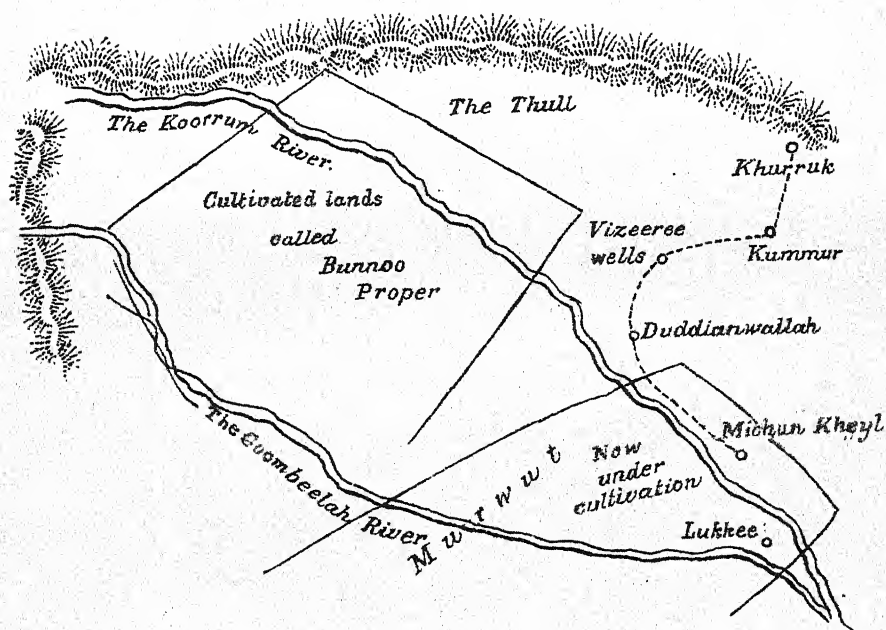 The Thull
The Koorrum
River.
Khurruk
Cultivated lands
called
Bunnoo
Proper
Vizeeree
wells
Kummur
Duddianwallah
Michun Kheyl
Now
under
cultivation
Murwut
The Coombeelah River
Lukkee